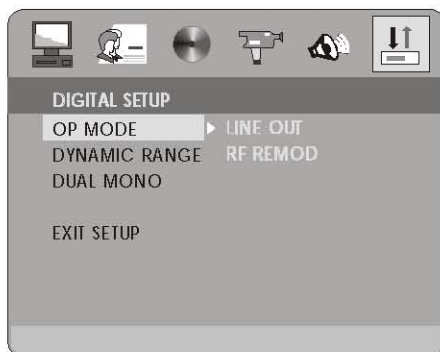 DIGITAL SETUP
OP MODE LINE OUT
DYNAMIC RANGE RF REMOD
DUAL MONO
EXIT SETUP